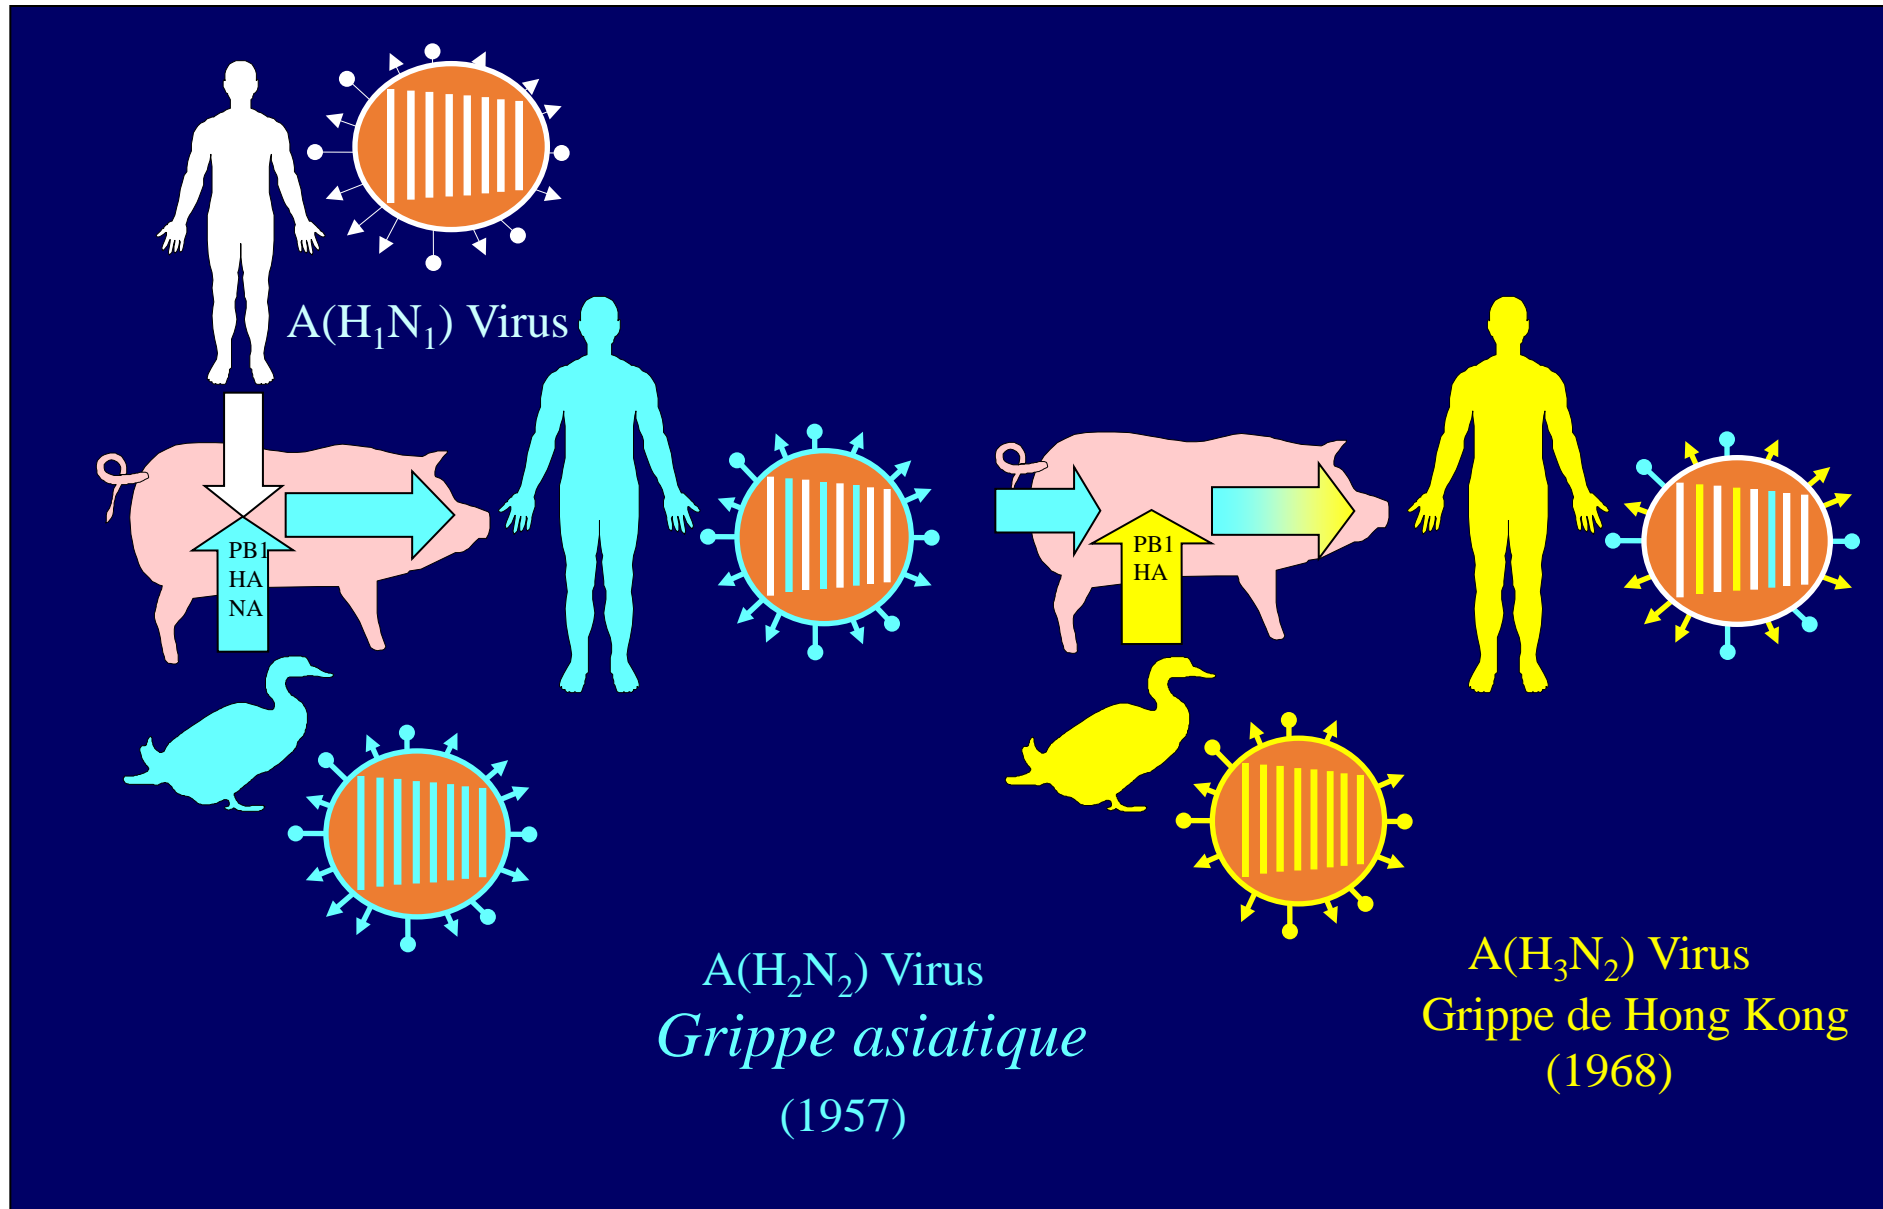 A(H₁N₁) Virus
PB1
HA
NA
PB1
HA
A(H₂N₂) Virus
Grippe asiatique
(1957)
A(H₃N₂) Virus
Grippe de Hong Kong
(1968)